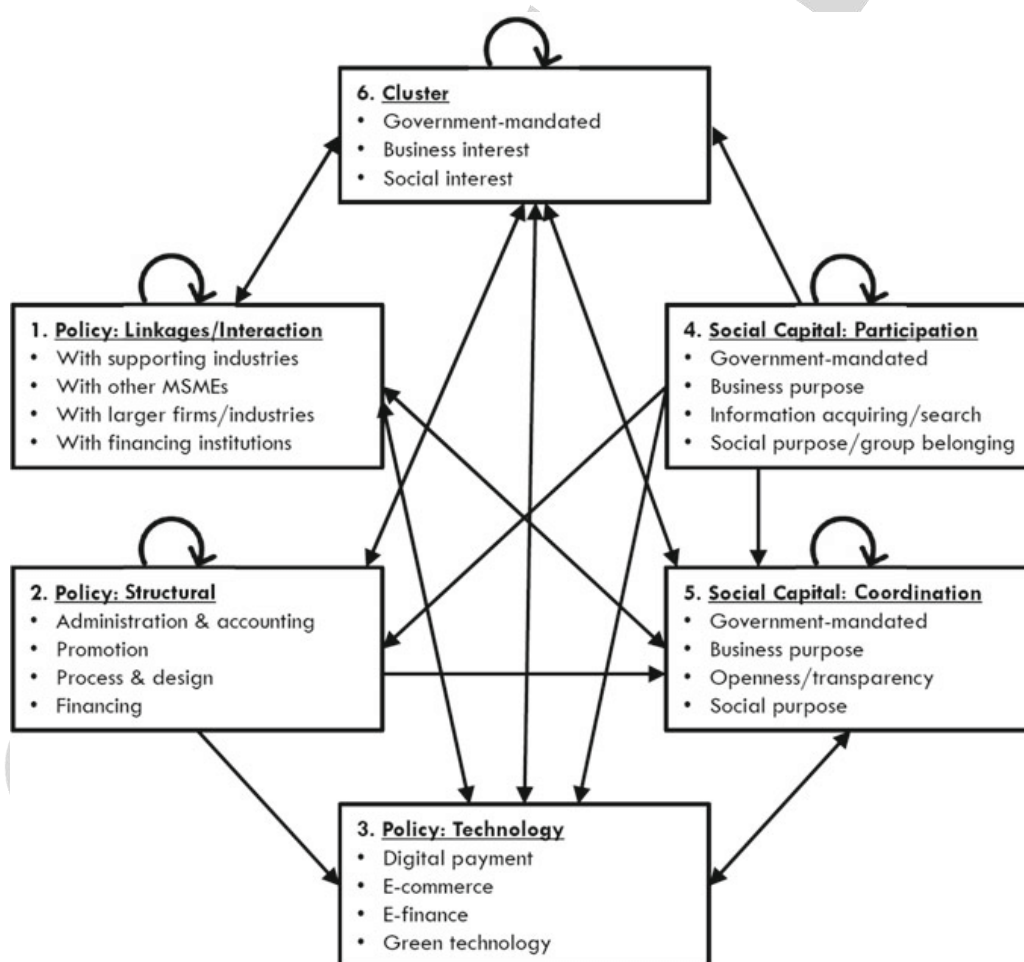 6. Cluster
• Government-mandated
• Business interest
• Social interest
1. Policy: Linkages/Interaction
• With supporting industries
• With other MSMEs
• With larger firms/industries
• With financing institutions
4. Social Capital: Participation
• Government-mandated
• Business purpose
• Information acquiring/search
• Social purpose/group belonging
2. Policy: Structural
• Administration & accounting
• Promotion
• Process & design
• Financing
5. Social Capital: Coordination
• Government-mandated
• Business purpose
• Openness/transparency
• Social purpose
3. Policy: Technology
• Digital payment
• E-commerce
• E-finance
• Green technology